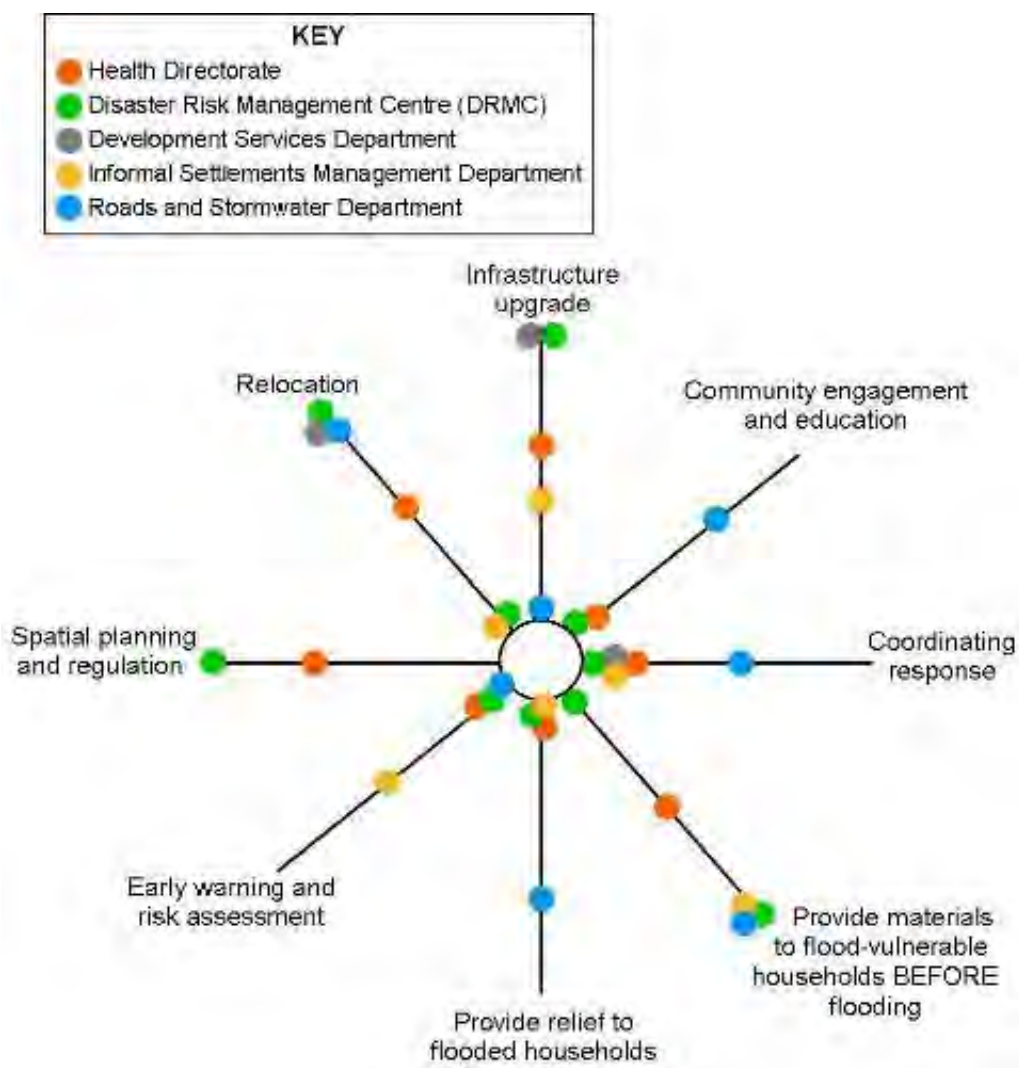 KEY
Health Directorate
Disaster Risk Management Centre (DRMC)
Development Services Department
Informal Settlements Management Department
Roads and Stormwater Department
Infrastructure
upgrade
Relocation
Community engagement
and education
Spatial planning
and regulation
Coordinating
response
Early warning and
risk assessment
Provide materials
to flood-vulnerable
households BEFORE
flooding
Provide relief to
flooded households